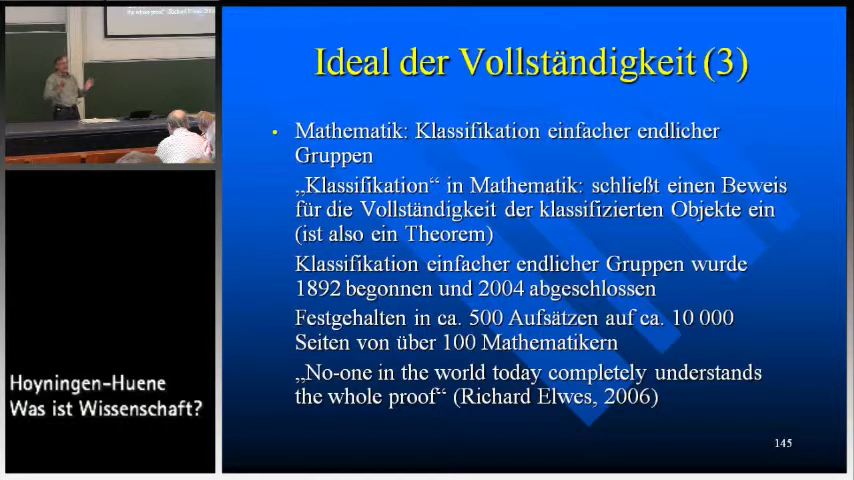 Ideal der Vollständigkeit (3)
• Mathematik: Klassifikation einfacher endlicher
Gruppen
„Klassifikation“ in Mathematik: schließt einen Beweis
für die Vollständigkeit der klassifizierten Objekte ein
(ist also ein Theorem)
Klassifikation einfacher endlicher Gruppen wurde
1892 begonnen und 2004 abgeschlossen
Festgehalten in ca. 500 Aufsätzen auf ca. 10 000
Seiten von über 100 Mathematikern
„No-one in the world today completely understands
the whole proof“ (Richard Elwes, 2006)
145
Hoyningen-Huene
Was ist Wissenschaft?